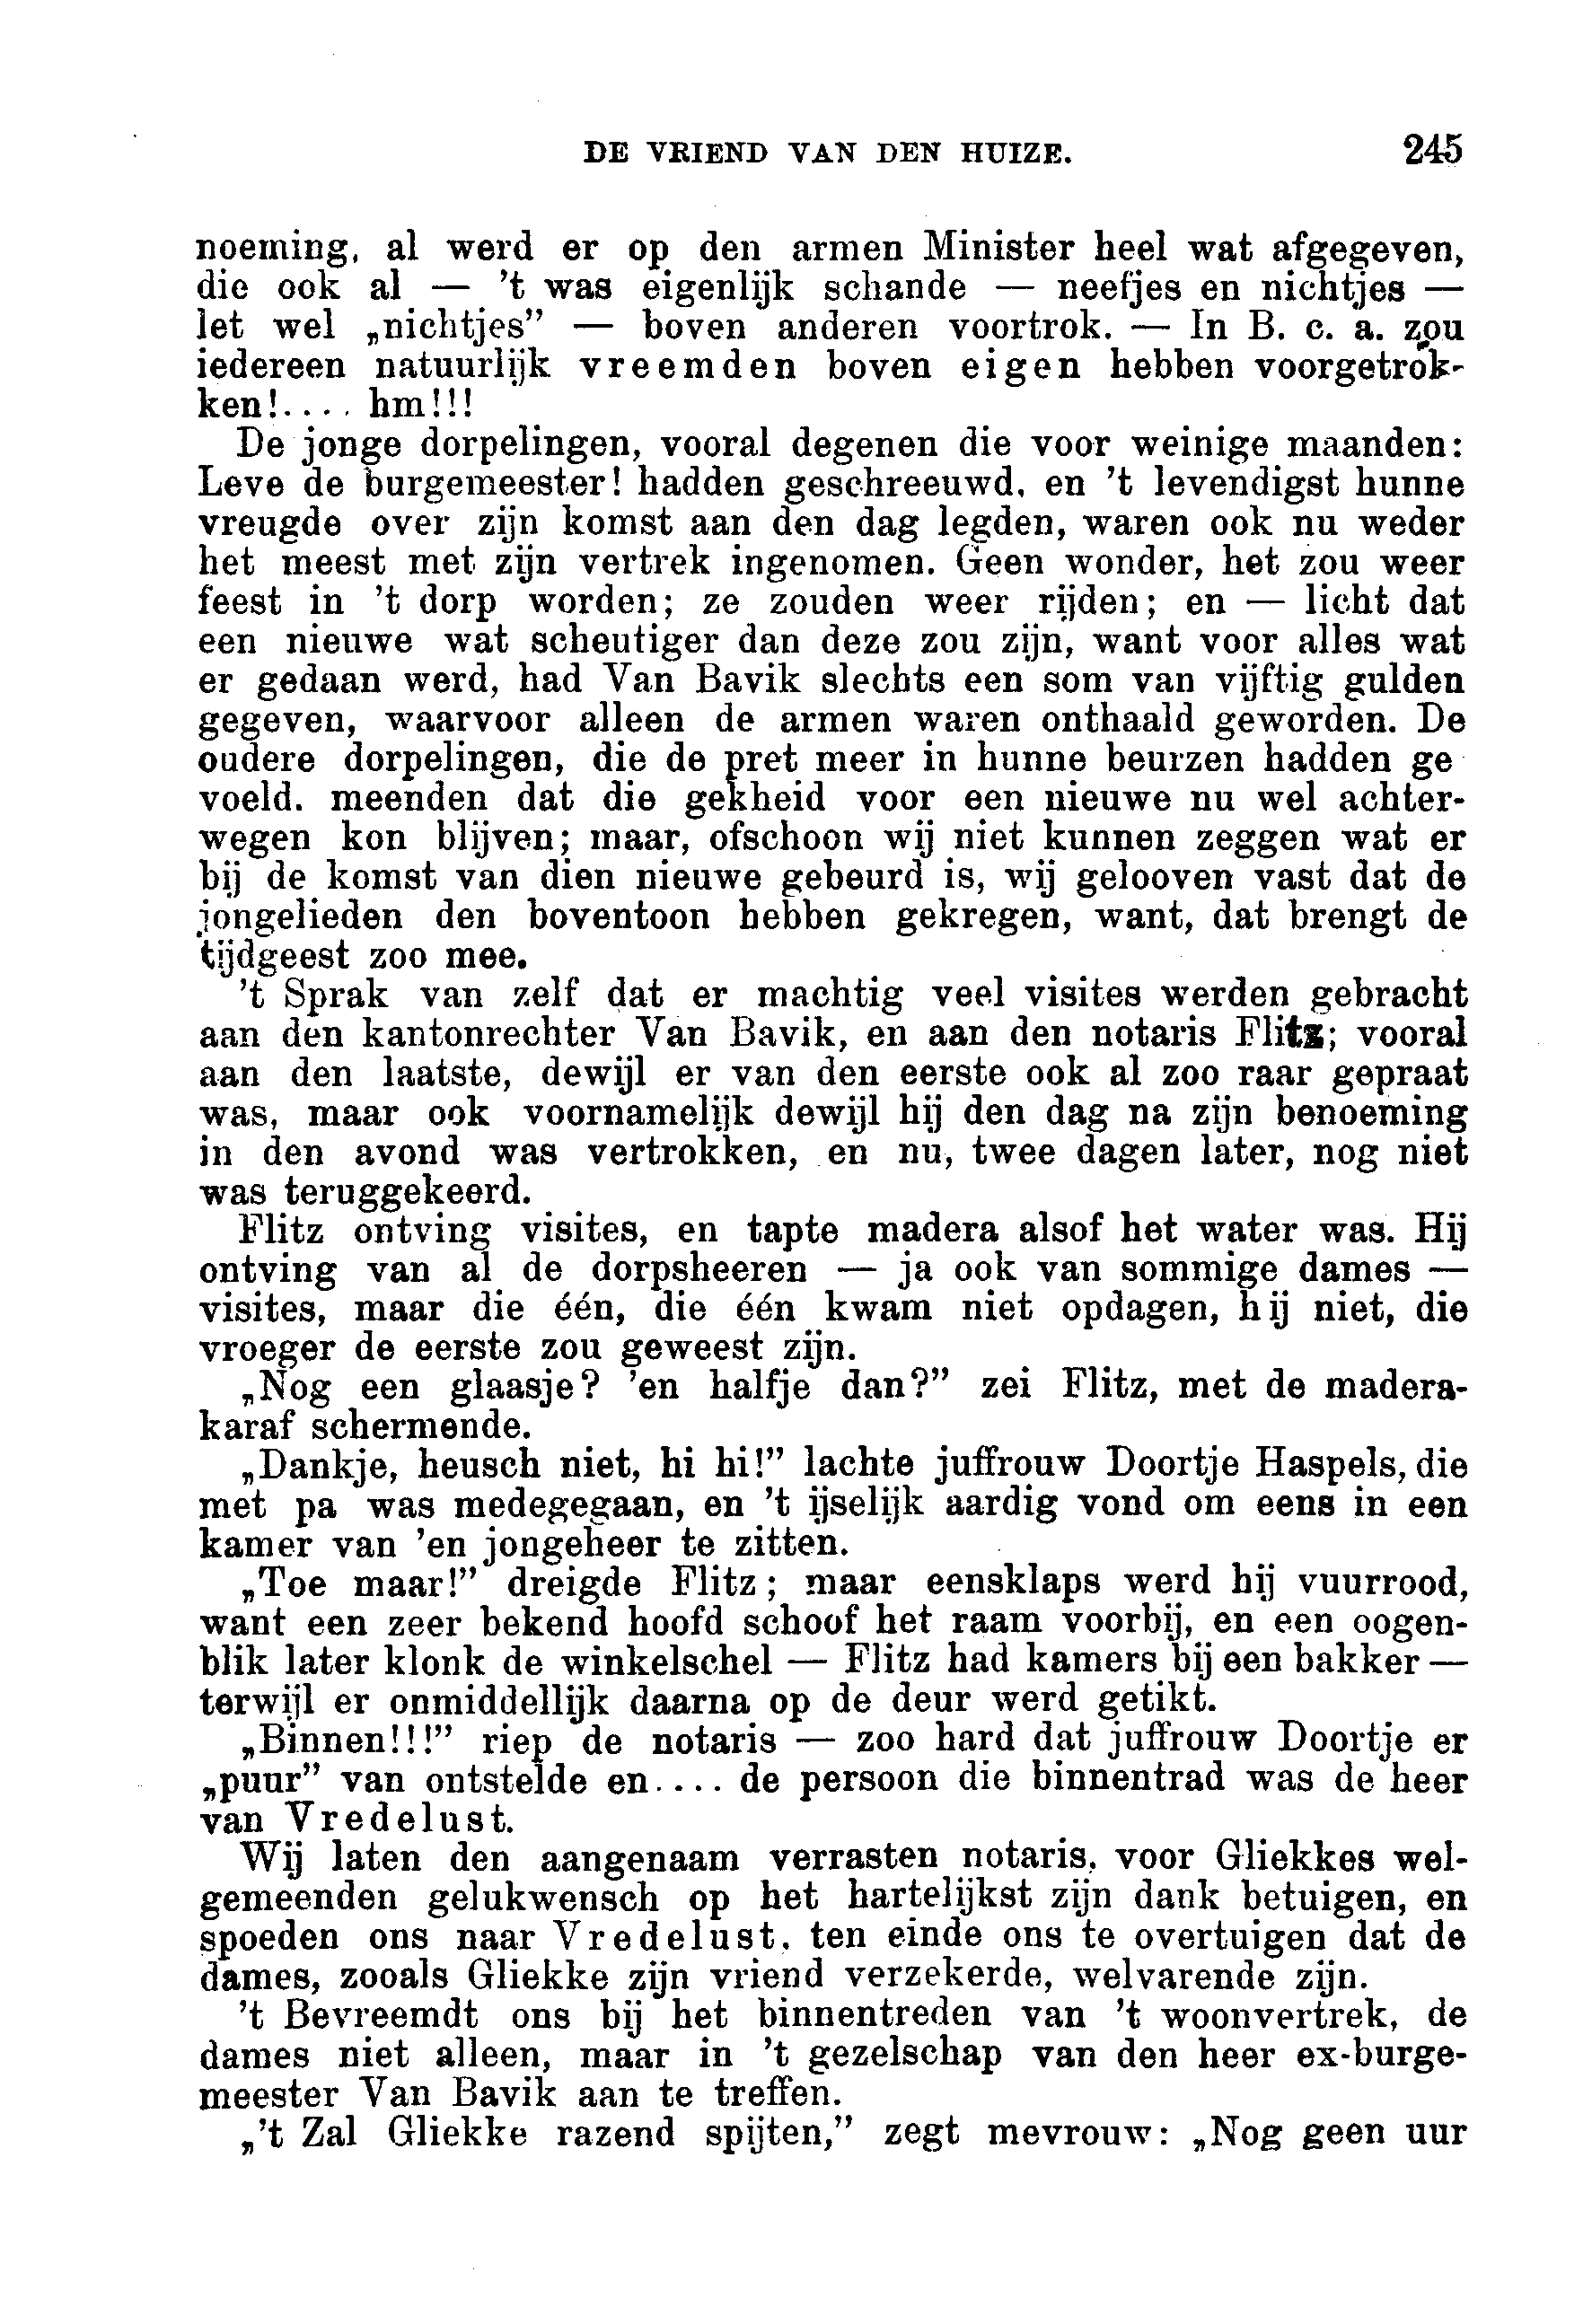 DE VRIEND VAN DEN HUIZE. 245
noeming, al werd er op den armen Minister heel wat afgegeven,
die ook al — 't was eigenlijk schande — neefjes en nichtjes —
let wel „nichtjes” — boven anderen voortrok. — In B. c. a. zou
iedereen natuurlijk vreemden boven eigen hebben voorgetrok-
ken!.... hm!!!
De jonge dorpelingen, vooral degenen die voor weinige maanden:
Leve de burgemeester! hadden geschreeuwd, en 't levendigst hunne
vreugde over zijn komst aan den dag legden, waren ook nu weder
het meest met zijn vertrek ingenomen. Geen wonder, het zou weer
feest in 't dorp worden; ze zouden weer rijden; en — licht dat
een nieuwe wat scheutiger dan deze zou zijn, want voor alles wat
er gedaan werd, had Van Bavik slechts een som van vijftig gulden
gegeven, waarvoor alleen de armen waren onthaald geworden. De
oudere dorpelingen, die de pret meer in hunne beurzen hadden ge
voeld. meenden dat die gekheid voor een nieuwe nu wel achter-
wegen kon blijven; maar, ofschoon wij niet kunnen zeggen wat er
bij de komst van dien nieuwe gebeurd is, wij gelooven vast dat de
jongelieden den boventoon hebben gekregen, want, dat brengt de
tijdgeest zoo mee.
't Sprak van zelf dat er machtig veel visites werden gebracht
aan den kantonrechter Van Bavik, en aan den notaris Flitz; vooral
aan den laatste, dewijl er van den eerste ook al zoo raar gepraat
was, maar ook voornamelijk dewijl hij den dag na zijn benoeming
in den avond was vertrokken, en nu, twee dagen later, nog niet
was teruggekeerd.
Flitz ontving visites, en tapte madera alsof het water was. Hij
ontving van al de dorpsheeren — ja ook van sommige dames —
visites, maar die één, die één kwam niet opdagen, hij niet, die
vroeger de eerste zou geweest zijn.
„Nog een glaasje? 'en halfje dan?” zei Flitz, met de madera-
karaf schermende.
„Dankje, heusch niet, hi hi!” lachte juffrouw Doortje Haspels, die
met pa was medegegaan, en 't ijselijk aardig vond om eens in een
kamer van 'en jongeheer te zitten.
„Toe maar!” dreigde Flitz; maar eensklaps werd hij vuurrood,
want een zeer bekend hoofd schoof het raam voorbij, en een oogen-
blik later klonk de winkelschel — Flitz had kamers bij een bakker —
terwijl er onmiddellijk daarna op de deur werd getikt.
„Binnen!!!” riep de notaris — zoo hard dat juffrouw Doortje er
„puur” van ontstelde en.... de persoon die binnentrad was de heer
van Vredelust.
Wij laten den aangenaam verrasten notaris, voor Gliekkes wel-
gemeenden gelukwensch op het hartelijkst zijn dank betuigen, en
spoeden ons naar Vredelust, ten einde ons te overtuigen dat de
dames, zooals Gliekke zijn vriend verzekerde, welvarende zijn.
't Bevreemdt ons bij het binnentreden van 't woonvertrek, de
dames niet alleen, maar in 't gezelschap van den heer ex-burge-
meester Van Bavik aan te treffen.
„'t Zal Gliekke razend spijten,” zegt mevrouw: „Nog geen uur